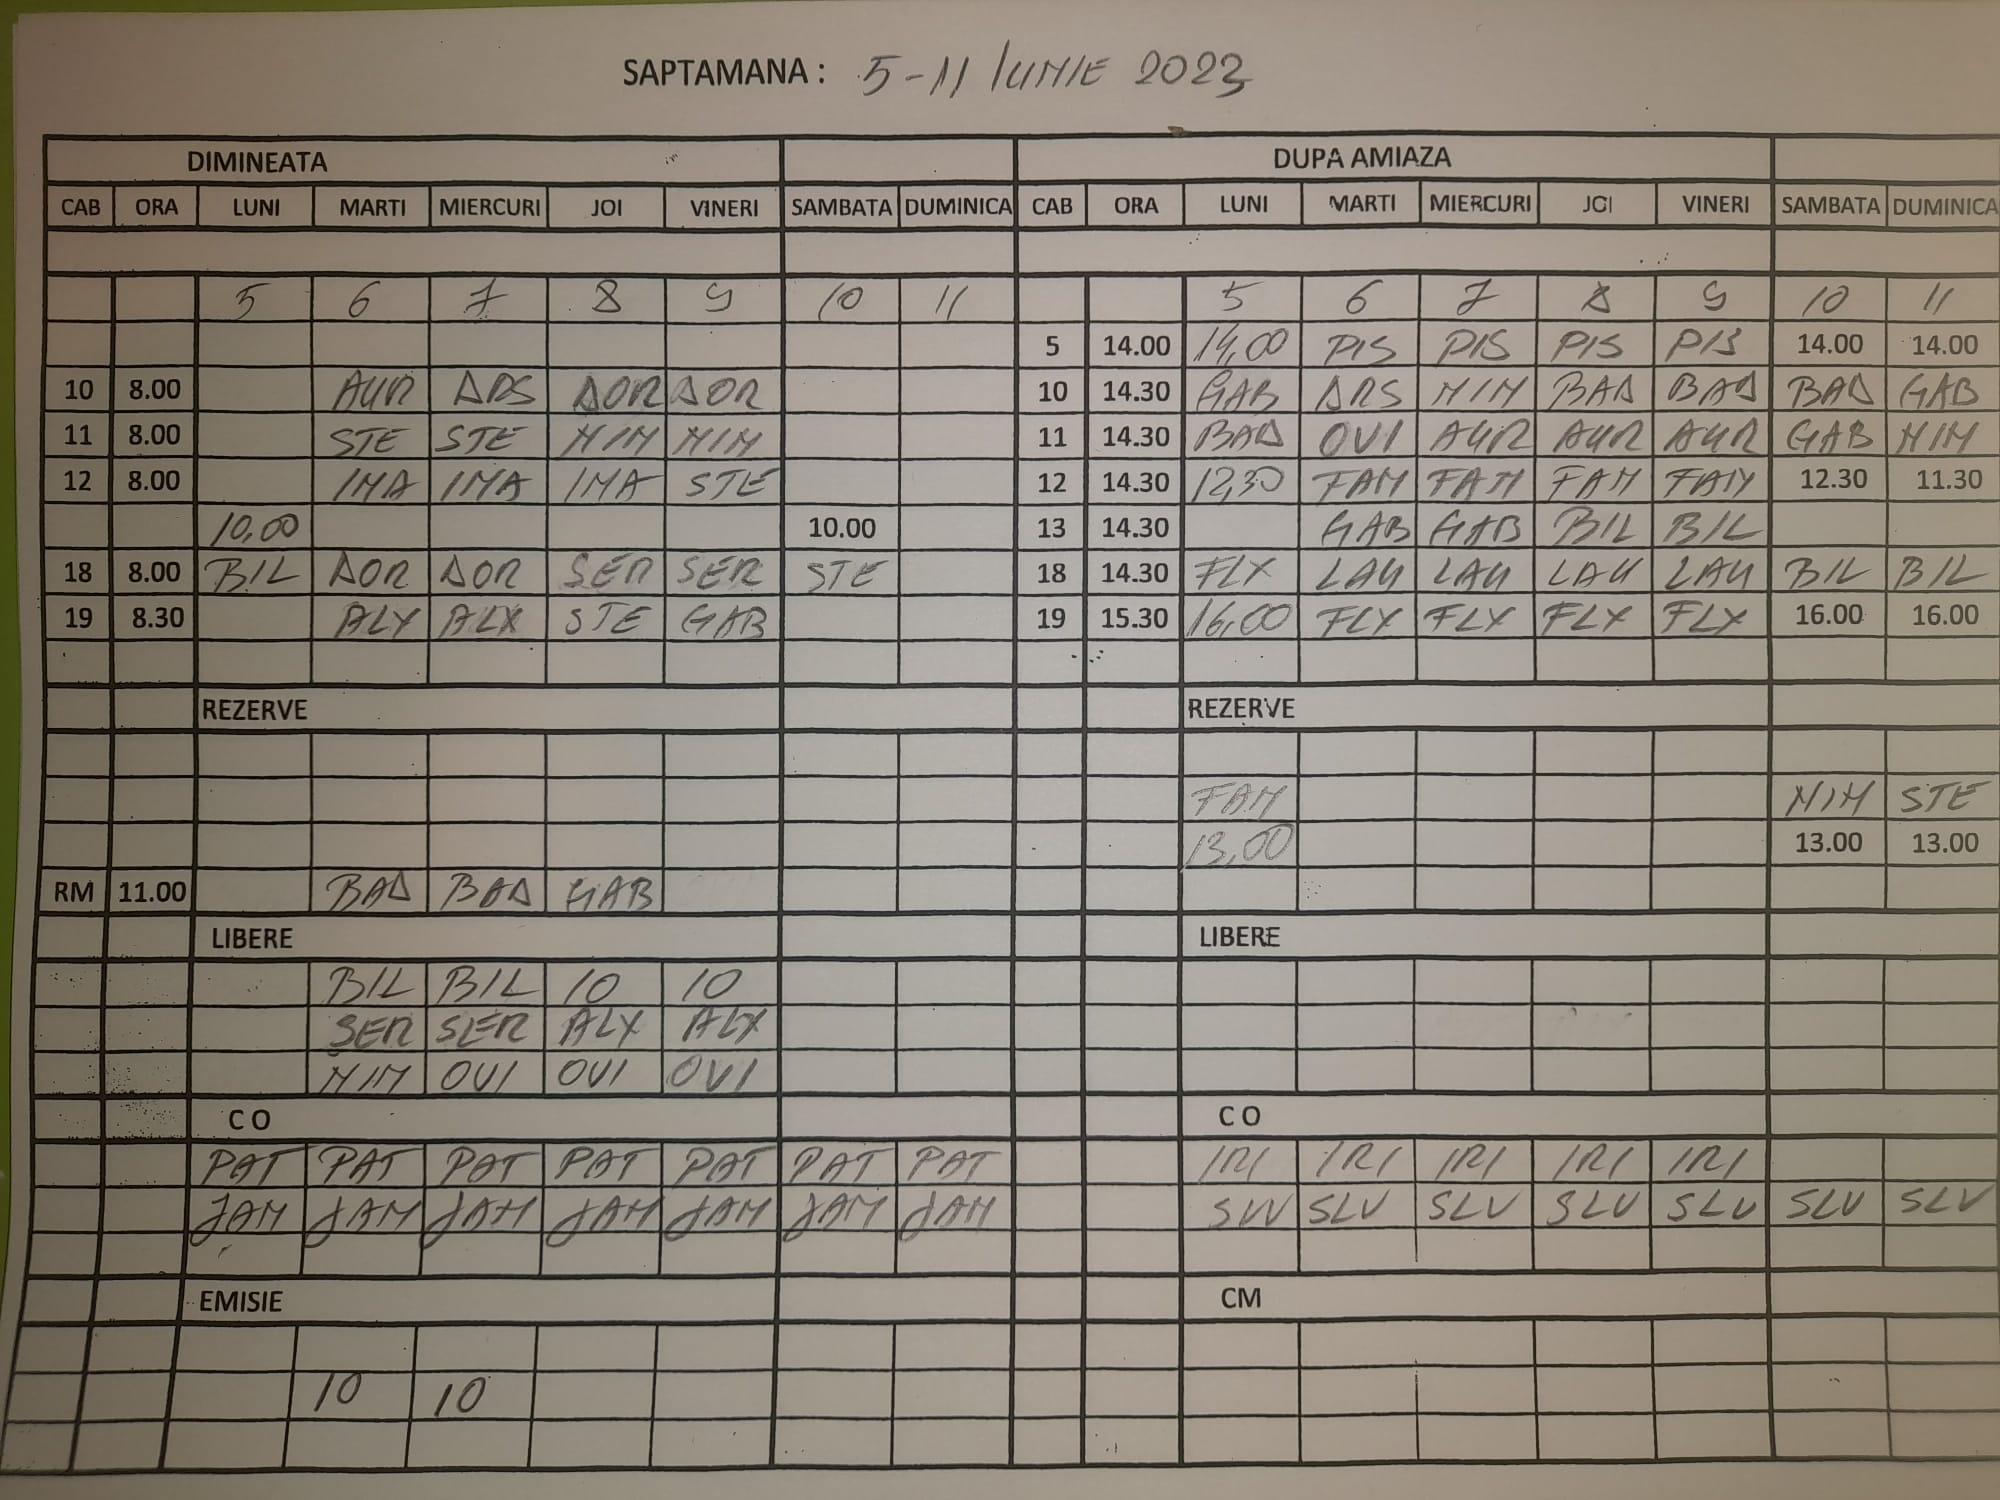 SAPTAMANA : 5-11 IUNIE 2023
DIMINEATA DUPA AMIAZA
CAB ORA LUNI MARTI MIERCURI JOI VINERI SAMBATA DUMINICA CAB ORA LUNI MARTI MIERCURI JOI VINERI SAMBATA DUMINICA
5 6 7 8 9 10 11 5 6 7 8 9 10 11
5 14.00 14,00 PIS PIS PIS PIS 14.00 14.00
10 8.00 AUR DRS DOR DOR 10 14.30 GAB DRS MIM BAD BAD BAD GAB
11 8.00 STE STE MIM MIM 11 14.30 BAD OVI AUR AUR AUR GAB MIM
12 8.00 IMA IMA IMA STE 12 14.30 12,30 FAM FAM FAM FAM 12.30 11.30
10,00 10.00 13 14.30 GAB GAB BIL BIL
18 8.00 BIL DOR DOR SER SER STE 18 14.30 FLX LAU LAU LAU LAU BIL BIL
19 8.30 ALX ALX STE GAB 19 15.30 16,00 FLX FLX FLX FLX 16.00 16.00
REZERVE REZERVE
FAM MIM STE
13,00 13.00 13.00
RM 11.00 BAD BAD GAB
LIBERE LIBERE
BIL BIL IO IO
SER SER ALX ALX
MIM OVI OVI OVI
C O C O
PAT PAT PAT PAT PAT PAT PAT IRI IRI IRI IRI IRI
JAM JAM JAM JAM JAM JAM JAM SLV SLV SLV SLV SLV SLV SLV
EMISIE CM
IO IO